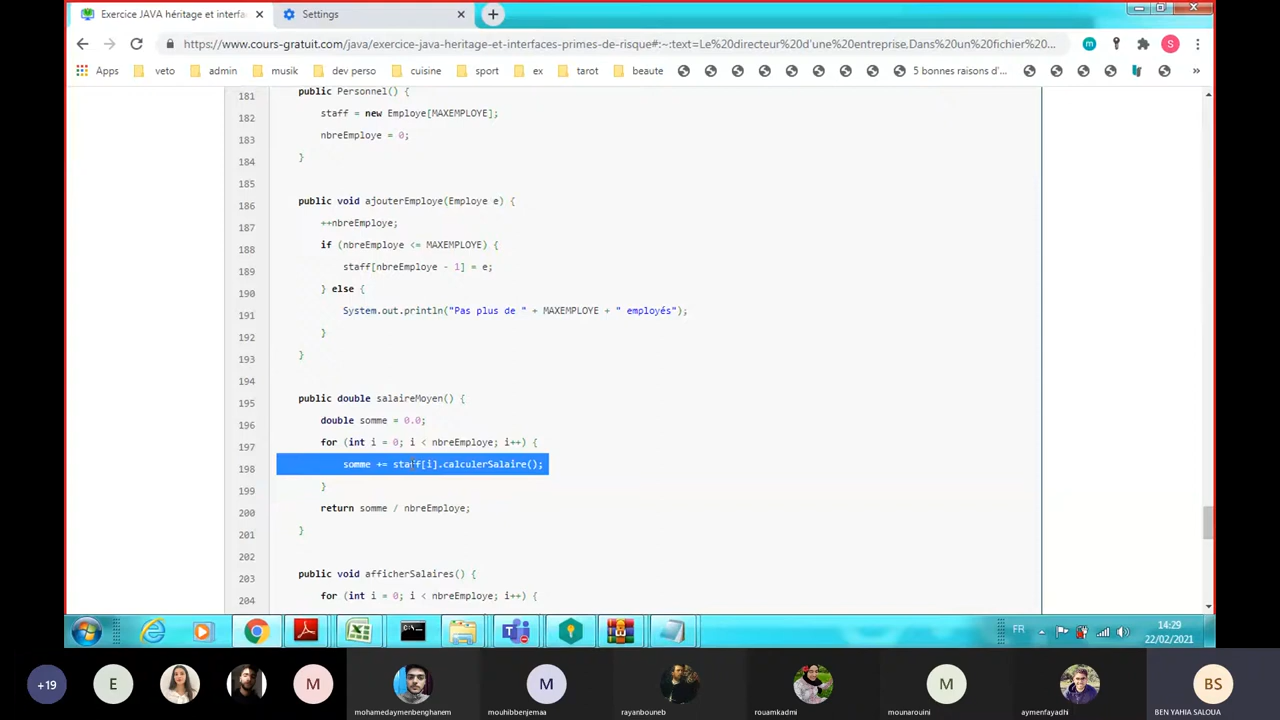 Exercice JAVA héritage et interfa
Settings
https://www.cours-gratuit.com/java/exercice-java-heritage-et-interfaces-primes-de-risque#:~:text=Le%20directeur%20d'une%20entreprise,Dans%20un%20fichier%20...
m
S
Apps veto admin musik dev perso cuisine sport ex tarot beaute 5 bonnes raisons d'... »
181 public Personnel() {
182 staff = new Employe[MAXEMPLOYE];
183 nbreEmploye = 0;
184 }
185
186 public void ajouterEmploye(Employe e) {
187 ++nbreEmploye;
188 if (nbreEmploye <= MAXEMPLOYE) {
189 staff[nbreEmploye - 1] = e;
190 } else {
191 System.out.println("Pas plus de " + MAXEMPLOYE + " employés");
192 }
193 }
194
195 public double salaireMoyen() {
196 double somme = 0.0;
197 for (int i = 0; i < nbreEmploye; i++) {
198 somme += staff[i].calculerSalaire();
199 }
200 return somme / nbreEmploye;
201 }
202
203 public void afficherSalaires() {
204 for (int i = 0; i < nbreEmploye; i++) {
FR
14:29
22/02/2021
+19
E
M
M
M
BS
mohamedaymenbenghanem
mouhibbenjemaa
rayanbouneb
rouamkadmi
mounarouini
aymenfayadhi
BEN YAHIA SALOUA